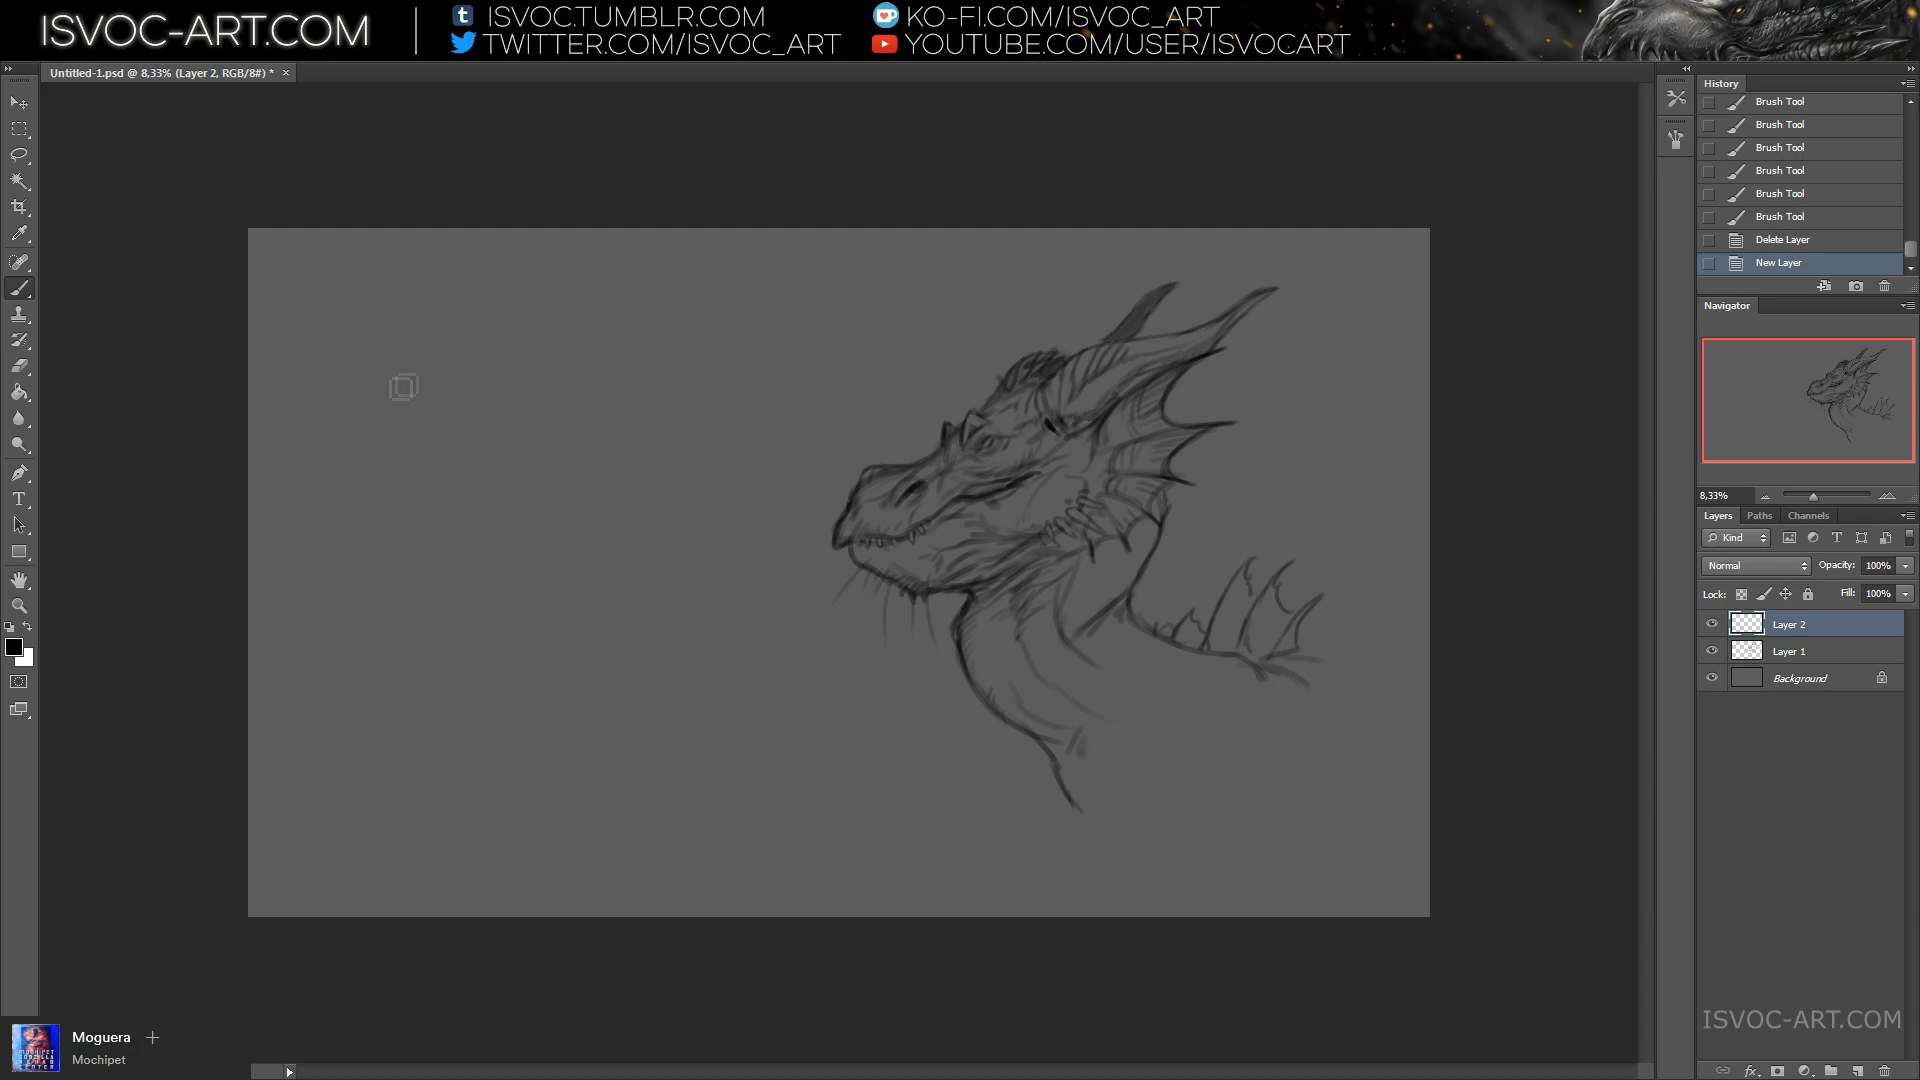 ISVOC-ART.COM
ISVOC.TUMBLR.COM
TWITTER.COM/ISVOC_ART
KO-FI.COM/ISVOC_ART
YOUTUBE.COM/USER/ISVOCART
Untitled-1.psd @ 8,33% (Layer 2, RGB/8#) *
History
Brush Tool
Brush Tool
Brush Tool
Brush Tool
Brush Tool
Brush Tool
Delete Layer
New Layer
Navigator
8,33%
Layers Paths Channels
Kind
Normal Opacity: 100%
Lock: Fill: 100%
Layer 2
Layer 1
Background
ISVOC-ART.COM
Moguera
Mochipet